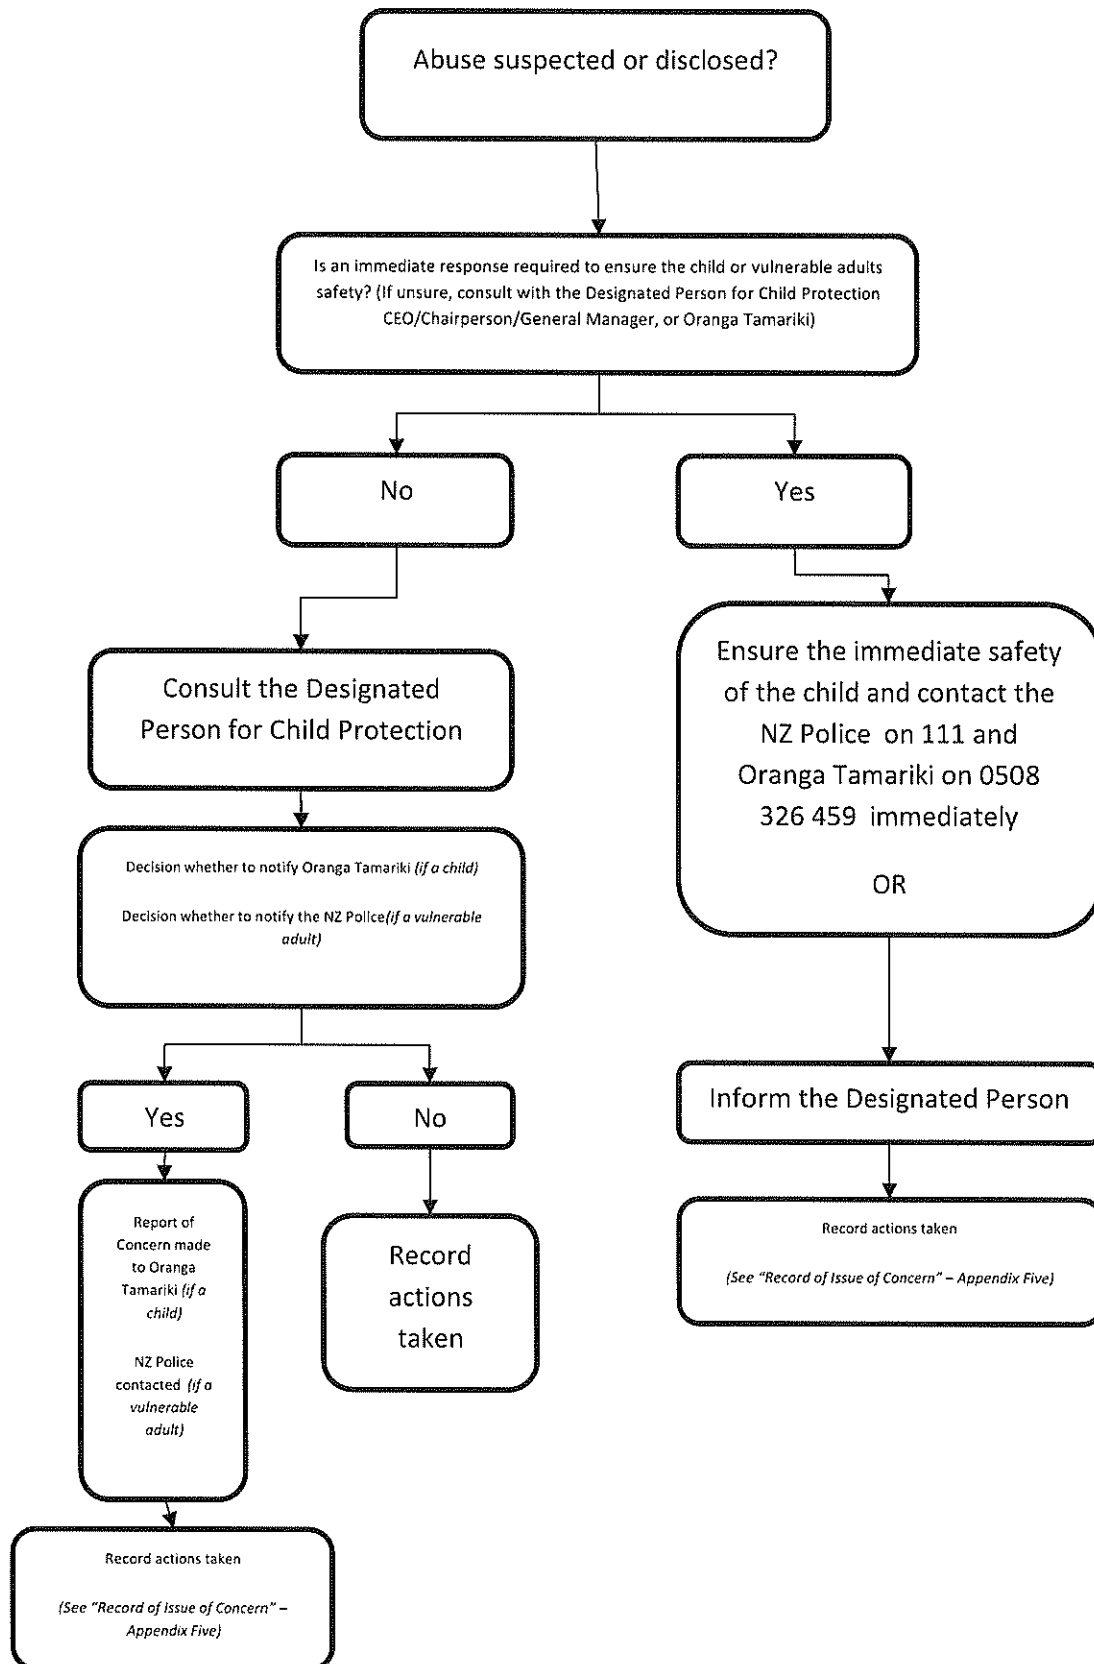 Abuse suspected or disclosed?
Is an immediate response required to ensure the child or vulnerable adults
safety? (If unsure, consult with the Designated Person for Child Protection
CEO/Chairperson/General Manager, or Oranga Tamariki)
No
Yes
Consult the Designated
Person for Child Protection
Ensure the immediate safety
of the child and contact the
NZ Police on 111 and
Oranga Tamariki on 0508
326 459 immediately
OR
Decision whether to notify Oranga Tamariki (if a child)
Decision whether to notify the NZ Police(if a vulnerable
adult)
Yes
No
Inform the Designated Person
Report of
Concern made
to Oranga
Tamariki (if a
child)
NZ Police
contacted (if a
vulnerable
adult)
Record
actions
taken
Record actions taken
(See "Record of Issue of Concern" – Appendix Five)
Record actions taken
(See "Record of Issue of Concern" –
Appendix Five)